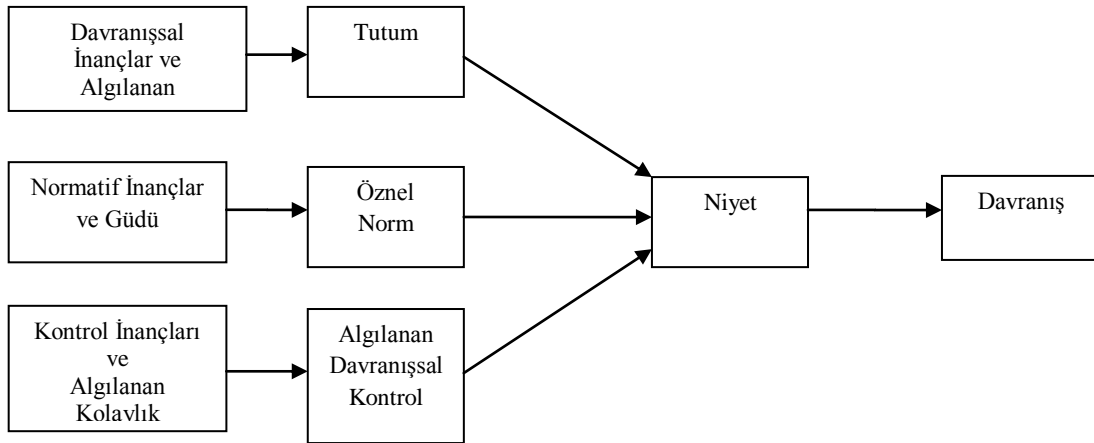 Davranışsal
İnançlar ve
Algılanan
Tutum
Normatif İnançlar
ve Güdü
Öznel
Norm
Niyet
Davranış
Kontrol İnançları
ve
Algılanan
Kolavlık
Algılanan
Davranışsal
Kontrol